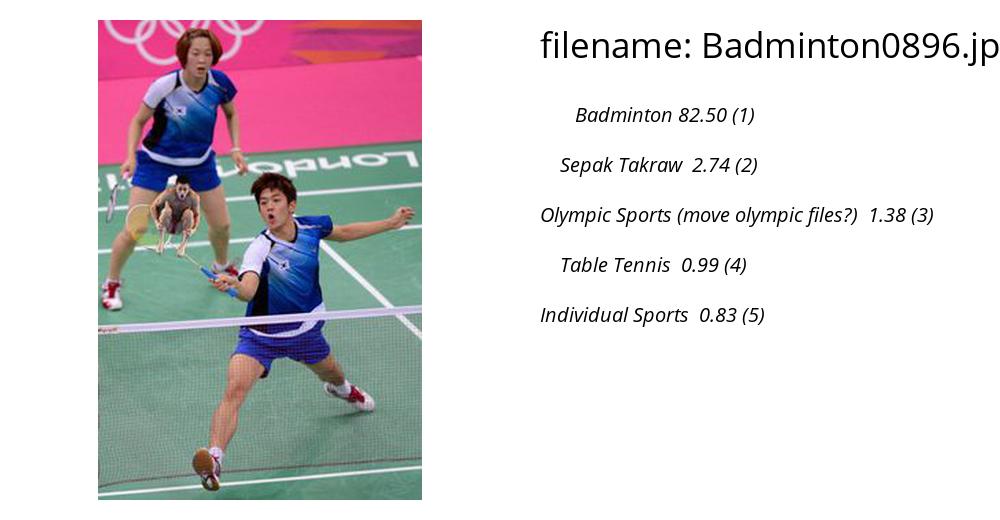 filename: Badminton0896.jp
Badminton 82.50 (1)
Sepak Takraw 2.74 (2)
Olympic Sports (move olympic files?) 1.38 (3)
Table Tennis 0.99 (4)
Individual Sports 0.83 (5)
London